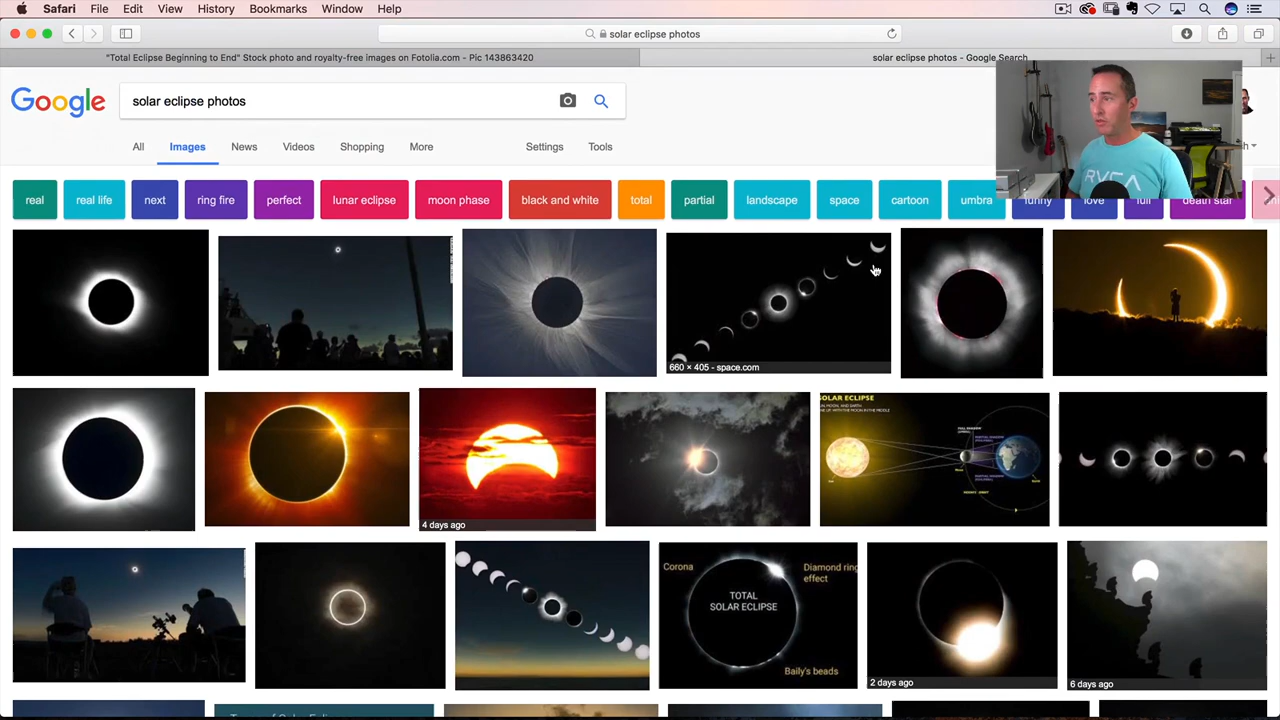 Safari File Edit View History Bookmarks Window Help
solar eclipse photos
"Total Eclipse Beginning to End" Stock photo and royalty-free images on Fotolia.com - Pic 143863420
solar eclipse photos - Google Search
Google
solar eclipse photos
All Images News Videos Shopping More Settings Tools
real real life next ring fire perfect lunar eclipse moon phase black and white total partial landscape space cartoon umbra funny love full death star
660 × 405 - space.com
RVCA
4 days ago
SOLAR ECLIPSE
Corona
Diamond ring
effect
TOTAL
SOLAR ECLIPSE
Baily's beads
2 days ago
6 days ago